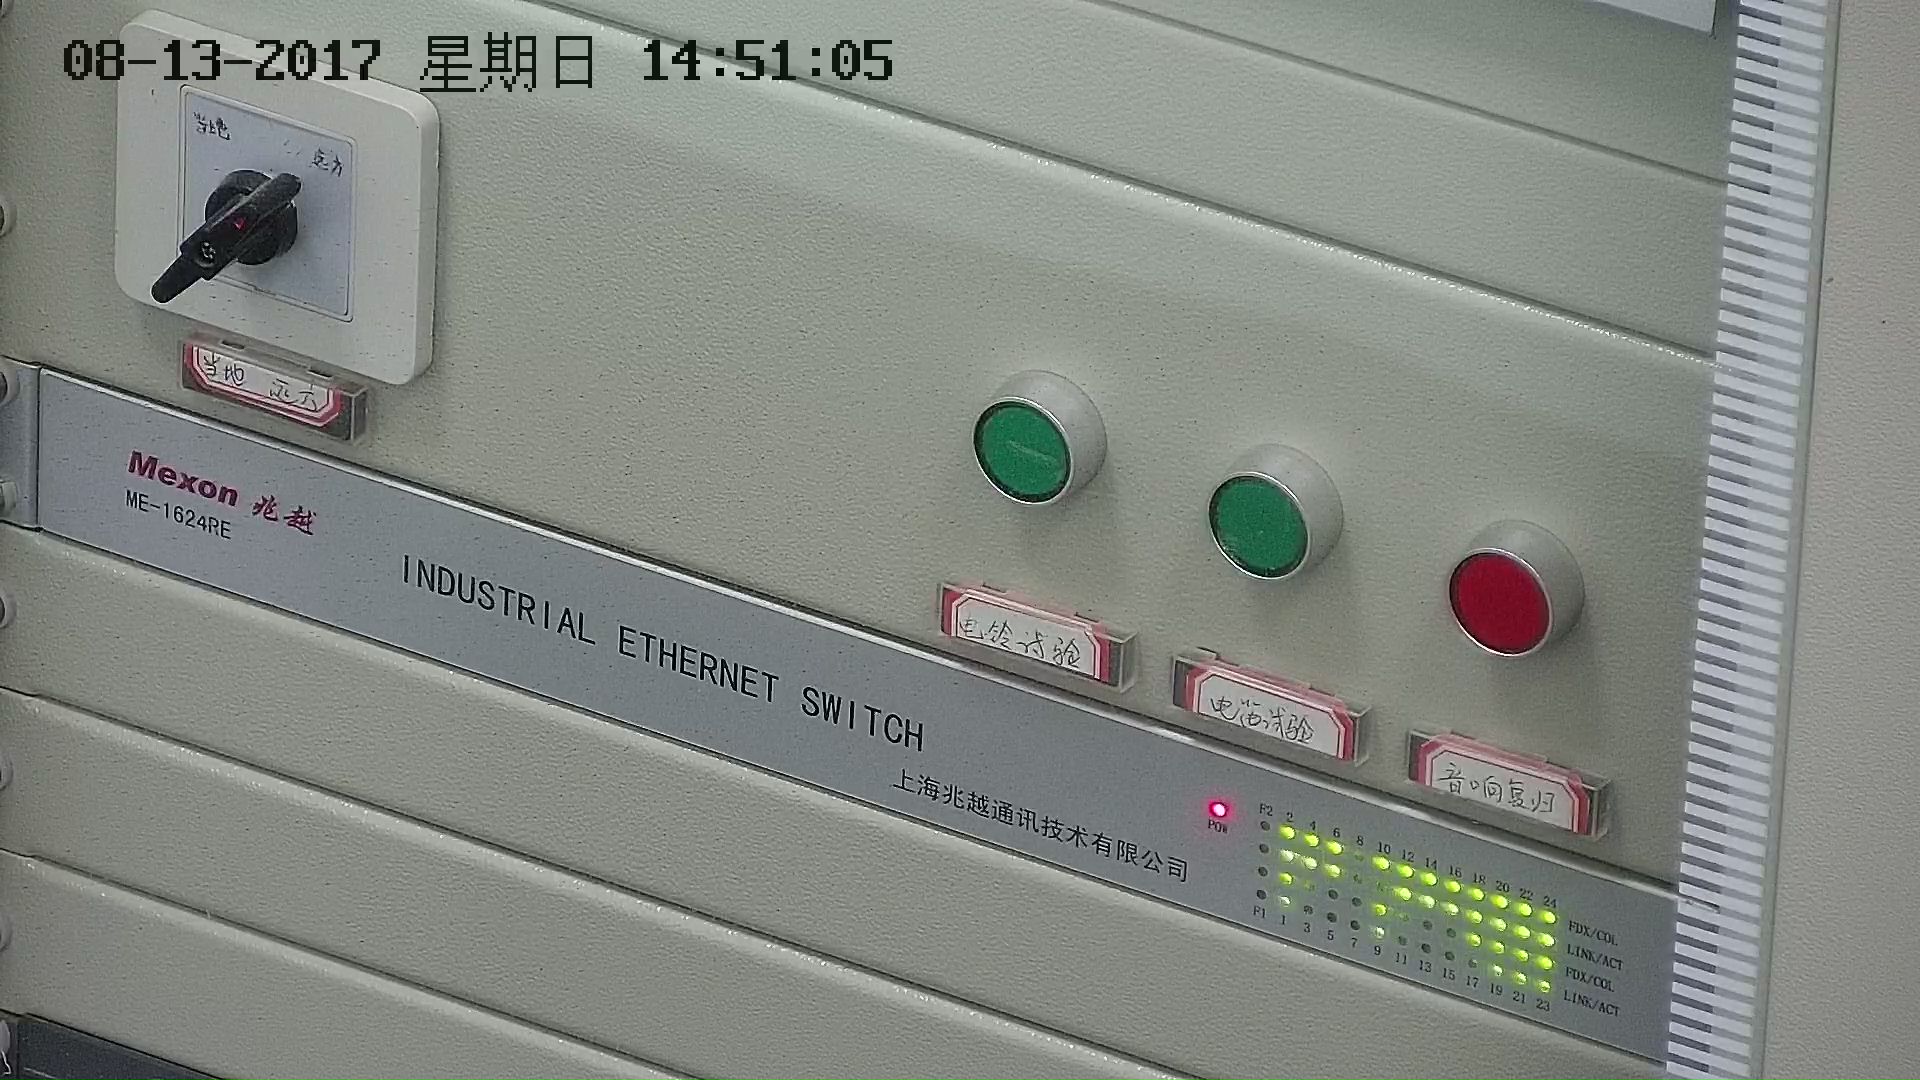 08-13-2017 星期日 14:51:05
当地 远方
当地 远方
Mexon 兆越
ME-1624RE
INDUSTRIAL ETHERNET SWITCH
上海兆越通讯技术有限公司
电铃试验
电笛试验
音响复归
POW
F2 2 4 6 8 10 12 14 16 18 20 22 24
FDX/COL
LINK/ACT
FDX/COL
LINK/ACT
F1 1 3 5 7 9 11 13 15 17 19 21 23